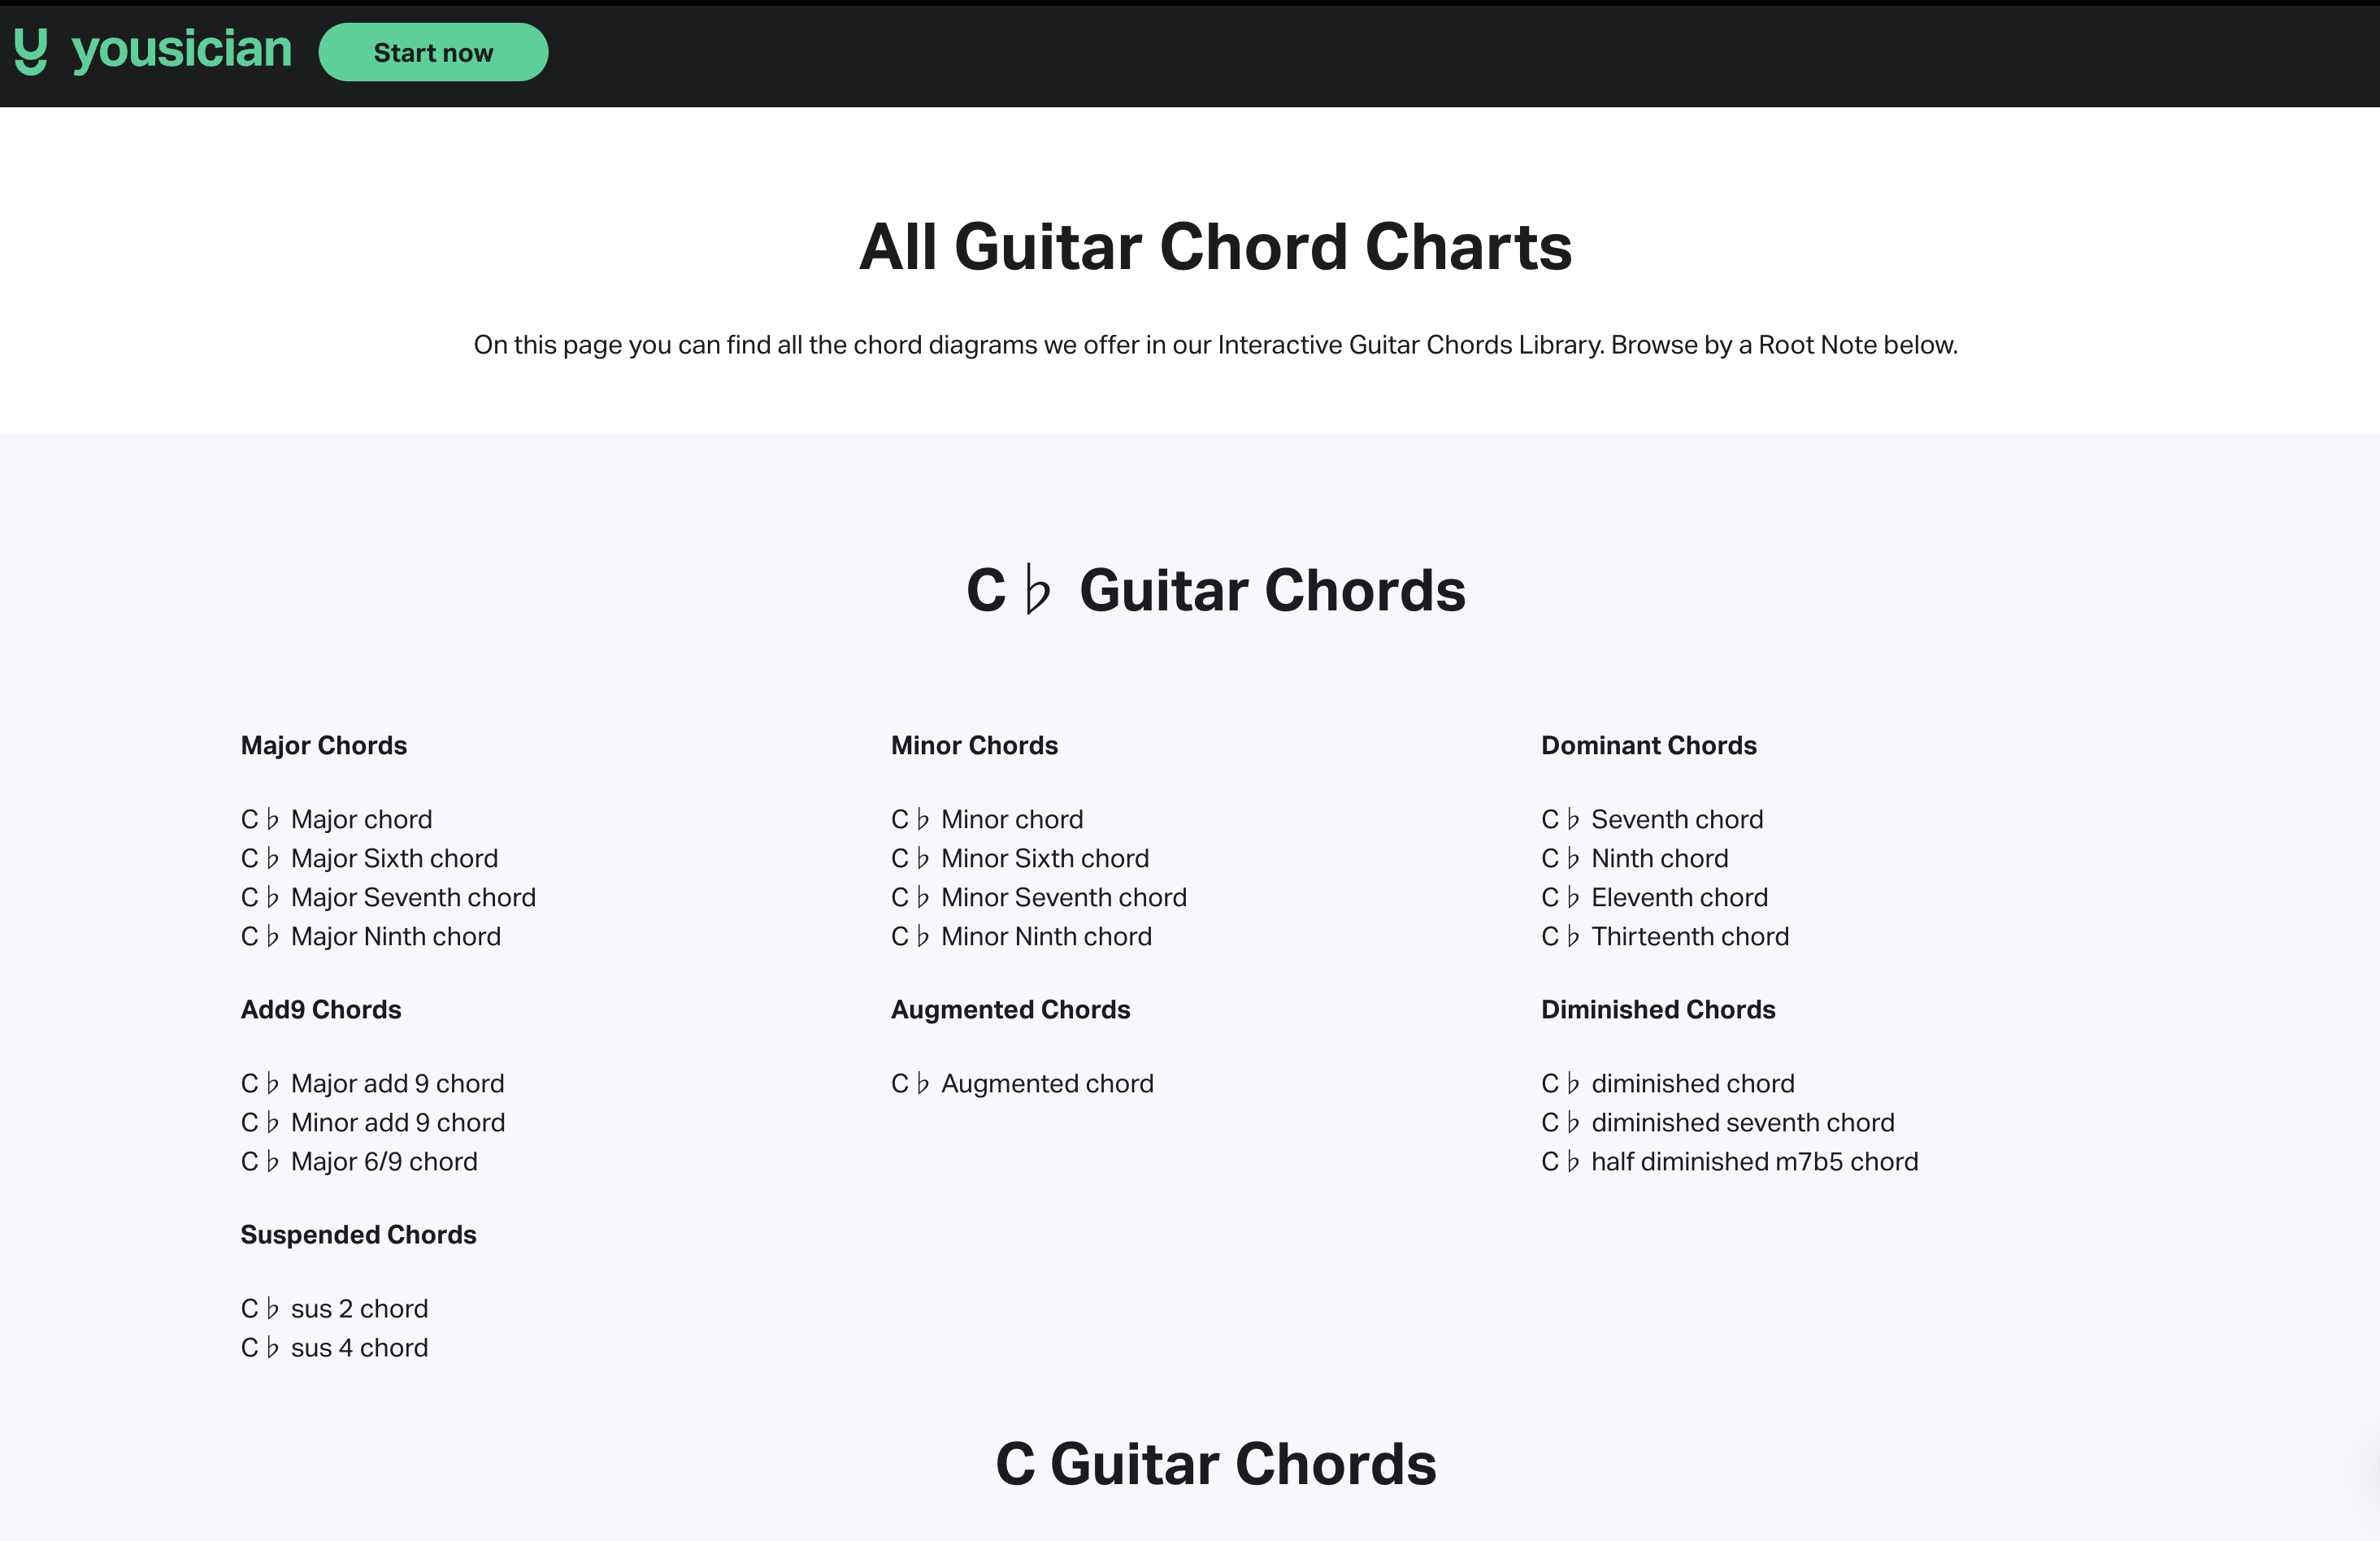 yousician
Start now
All Guitar Chord Charts
On this page you can find all the chord diagrams we offer in our Interactive Guitar Chords Library. Browse by a Root Note below.
C♭ Guitar Chords
Major Chords
C♭ Major chord
C♭ Major Sixth chord
C♭ Major Seventh chord
C♭ Major Ninth chord
Minor Chords
C♭ Minor chord
C♭ Minor Sixth chord
C♭ Minor Seventh chord
C♭ Minor Ninth chord
Dominant Chords
C♭ Seventh chord
C♭ Ninth chord
C♭ Eleventh chord
C♭ Thirteenth chord
Add9 Chords
C♭ Major add 9 chord
C♭ Minor add 9 chord
C♭ Major 6/9 chord
Augmented Chords
C♭ Augmented chord
Diminished Chords
C♭ diminished chord
C♭ diminished seventh chord
C♭ half diminished m7b5 chord
Suspended Chords
C♭ sus 2 chord
C♭ sus 4 chord
C Guitar Chords